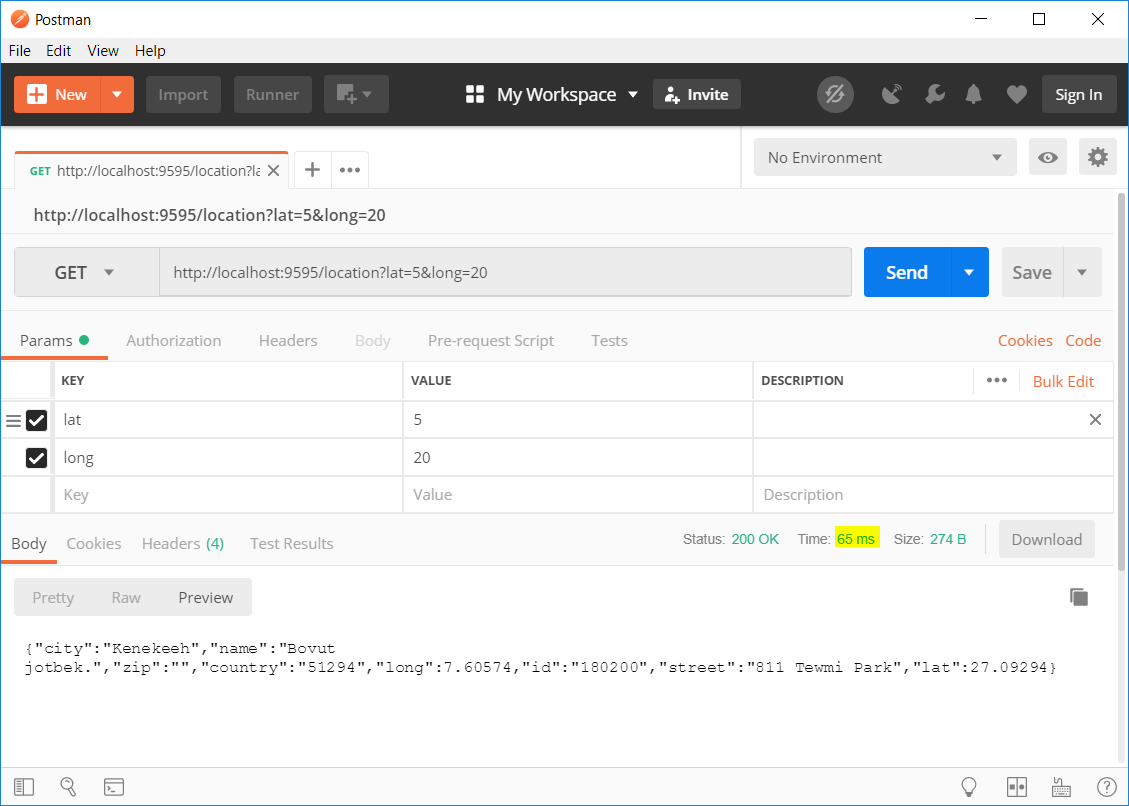 Postman
File Edit View Help
New Import Runner My Workspace Invite Sign In
GET http://localhost:9595/location?la No Environment
http://localhost:9595/location?lat=5&long=20
GET http://localhost:9595/location?lat=5&long=20 Send Save
Params Authorization Headers Body Pre-request Script Tests Cookies Code
KEY VALUE DESCRIPTION Bulk Edit
lat 5
long 20
Key Value Description
Body Cookies Headers (4) Test Results Status: 200 OK Time: 65 ms Size: 274 B Download
Pretty Raw Preview
{"city":"Kenekeeh","name":"Bovut
jotbek.","zip":"","country":"51294","long":7.60574,"id":"180200","street":"811 Tewmi Park","lat":27.09294}